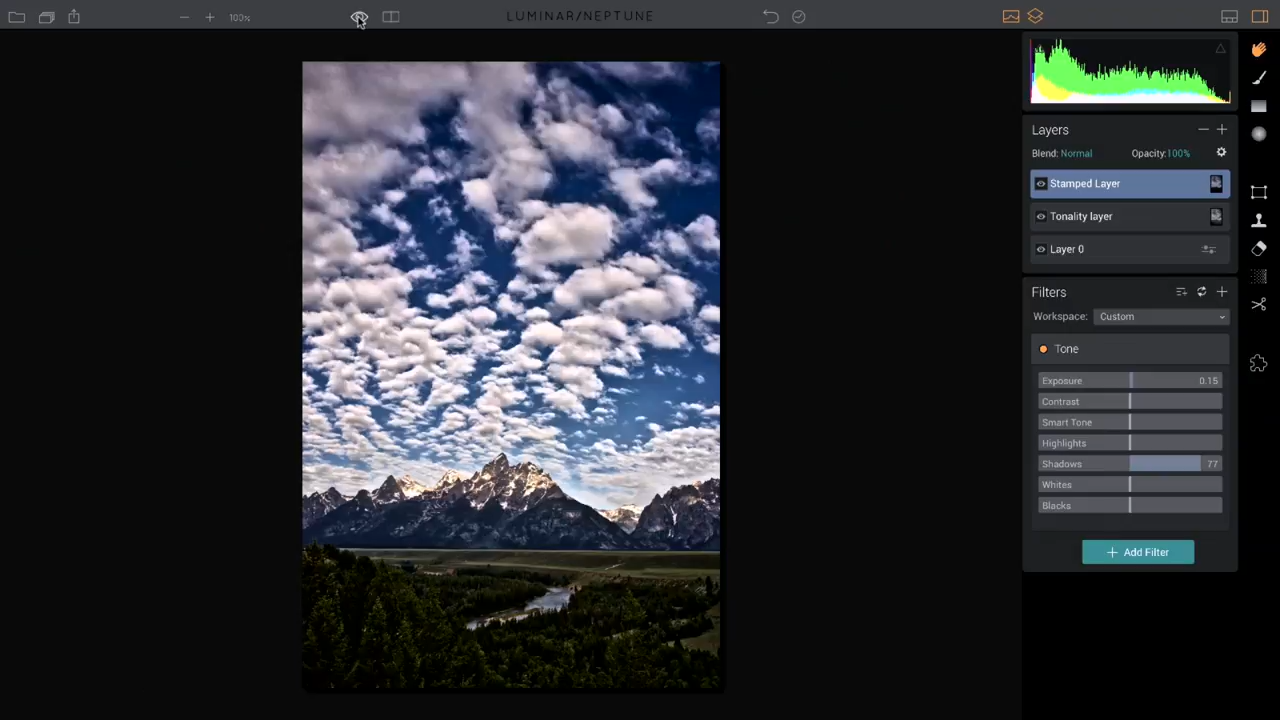 100%
LUMINAR/NEPTUNE
Layers
Blend: Normal Opacity:100%
Stamped Layer
Tonality layer
Layer 0
Filters
Workspace: Custom
Tone
Exposure 0.15
Contrast
Smart Tone
Highlights
Shadows 77
Whites
Blacks
Add Filter